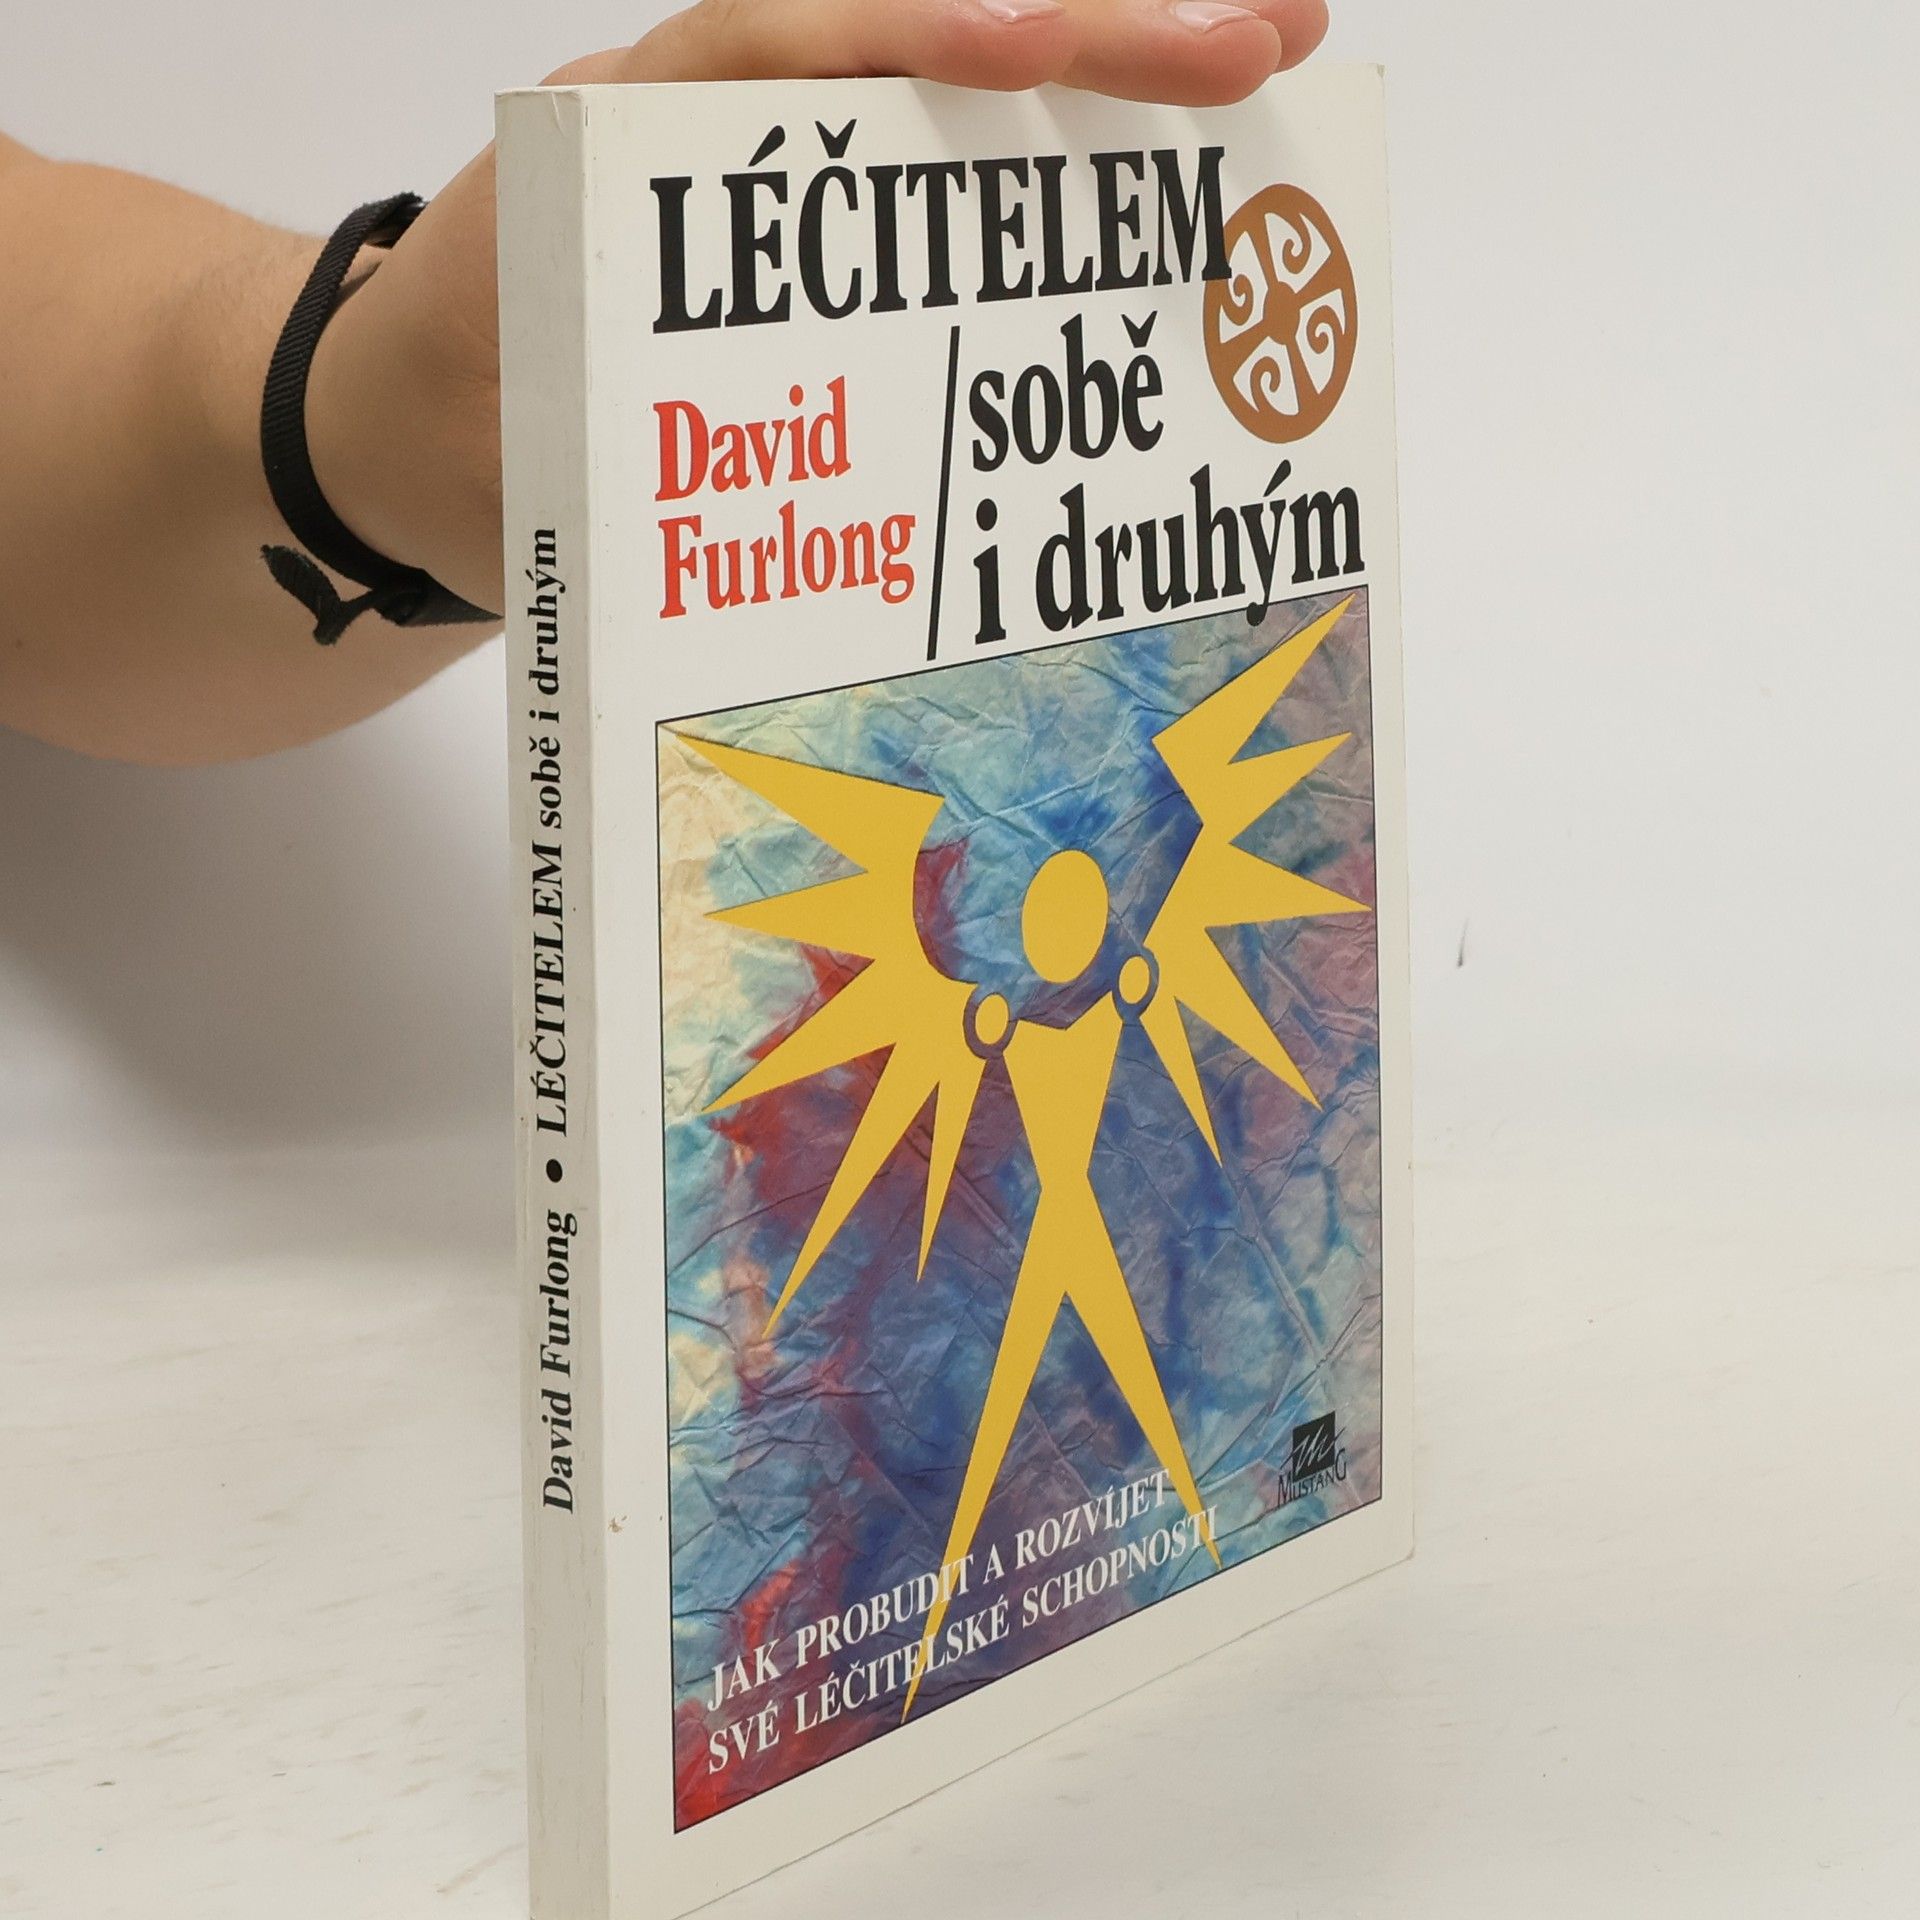 LÉČITELEM
sobě
i druhým
David
Furlong
MUSTANG
JAK PROBUDIT A ROZVÍJET
SVÉ LÉČITELSKÉ SCHOPNOSTI
David Furlong • LÉČITELEM sobě i druhým